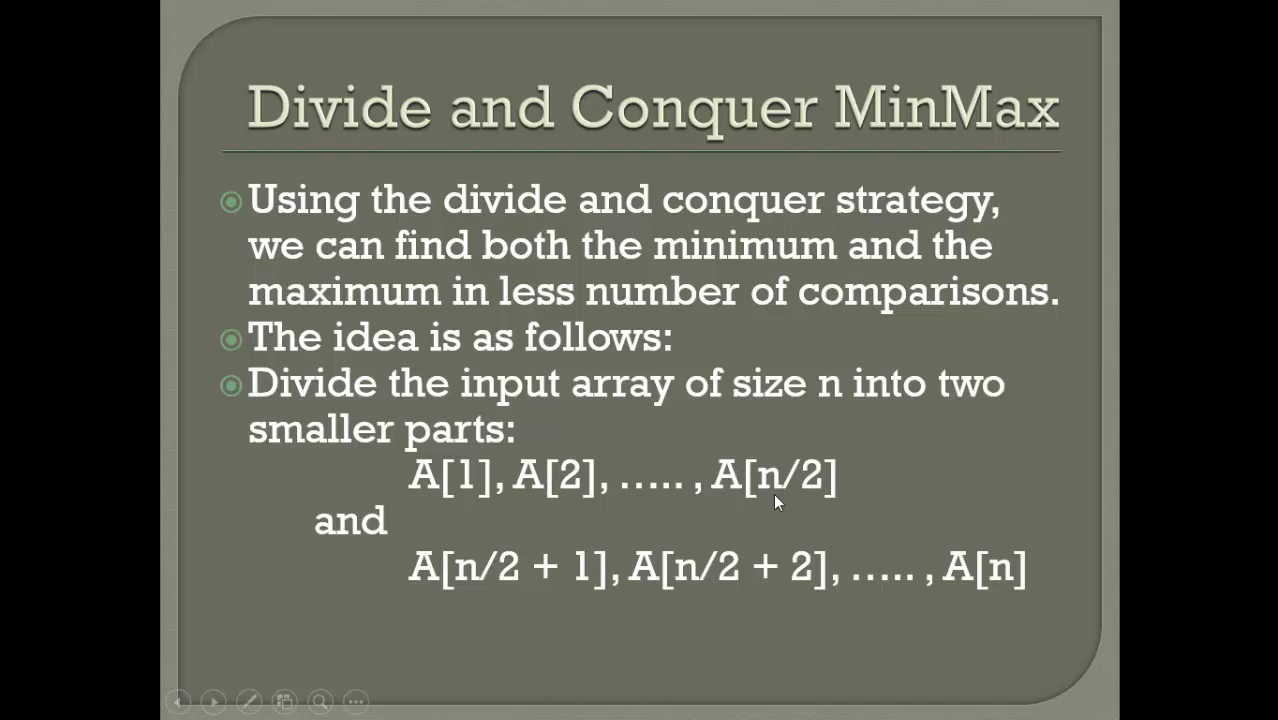 Divide and Conquer MinMax
Using the divide and conquer strategy,
we can find both the minimum and the
maximum in less number of comparisons.
The idea is as follows:
Divide the input array of size n into two
smaller parts:
A[1], A[2], ….. , A[n/2]
and
A[n/2 + 1], A[n/2 + 2], ….. , A[n]